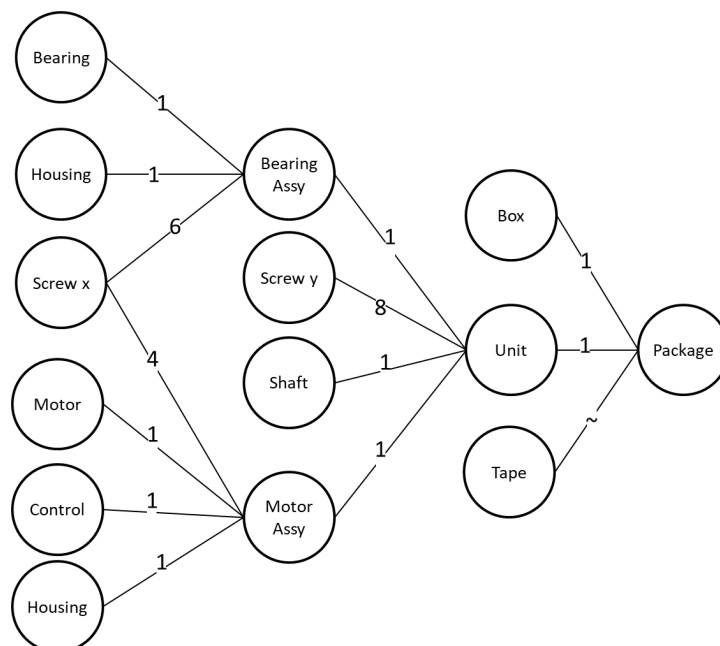 Bearing
1
Housing
1
Bearing
Assy
6
Screw x
1
Box
Screw y
1
8
4
Shaft
1
Unit
1
Package
Motor
1
1
~
Tape
Control
1
Motor
Assy
1
Housing